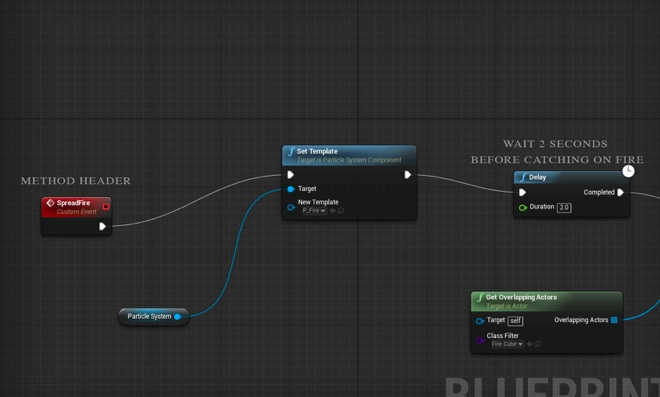 WAIT 2 SECONDS
BEFORE CATCHING ON FIRE
METHOD HEADER
SpreadFire
Custom Event
Set Template
Target is Particle System Component
Target
New Template
P_Fire
Delay
Completed
Duration 2.0
Particle System
Get Overlapping Actors
Target is Actor
Target self
Overlapping Actors
Class Filter
Fire Cube
BLUEPRINT